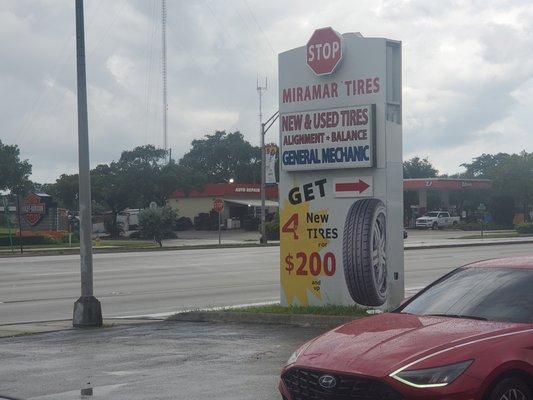 STOP
MIRAMAR TIRES
NEW & USED TIRES
ALIGNMENT + BALANCE
GENERAL MECHANIC
GET
4 New
TIRES
FOR
$200
and
up
AUTO REPAIR